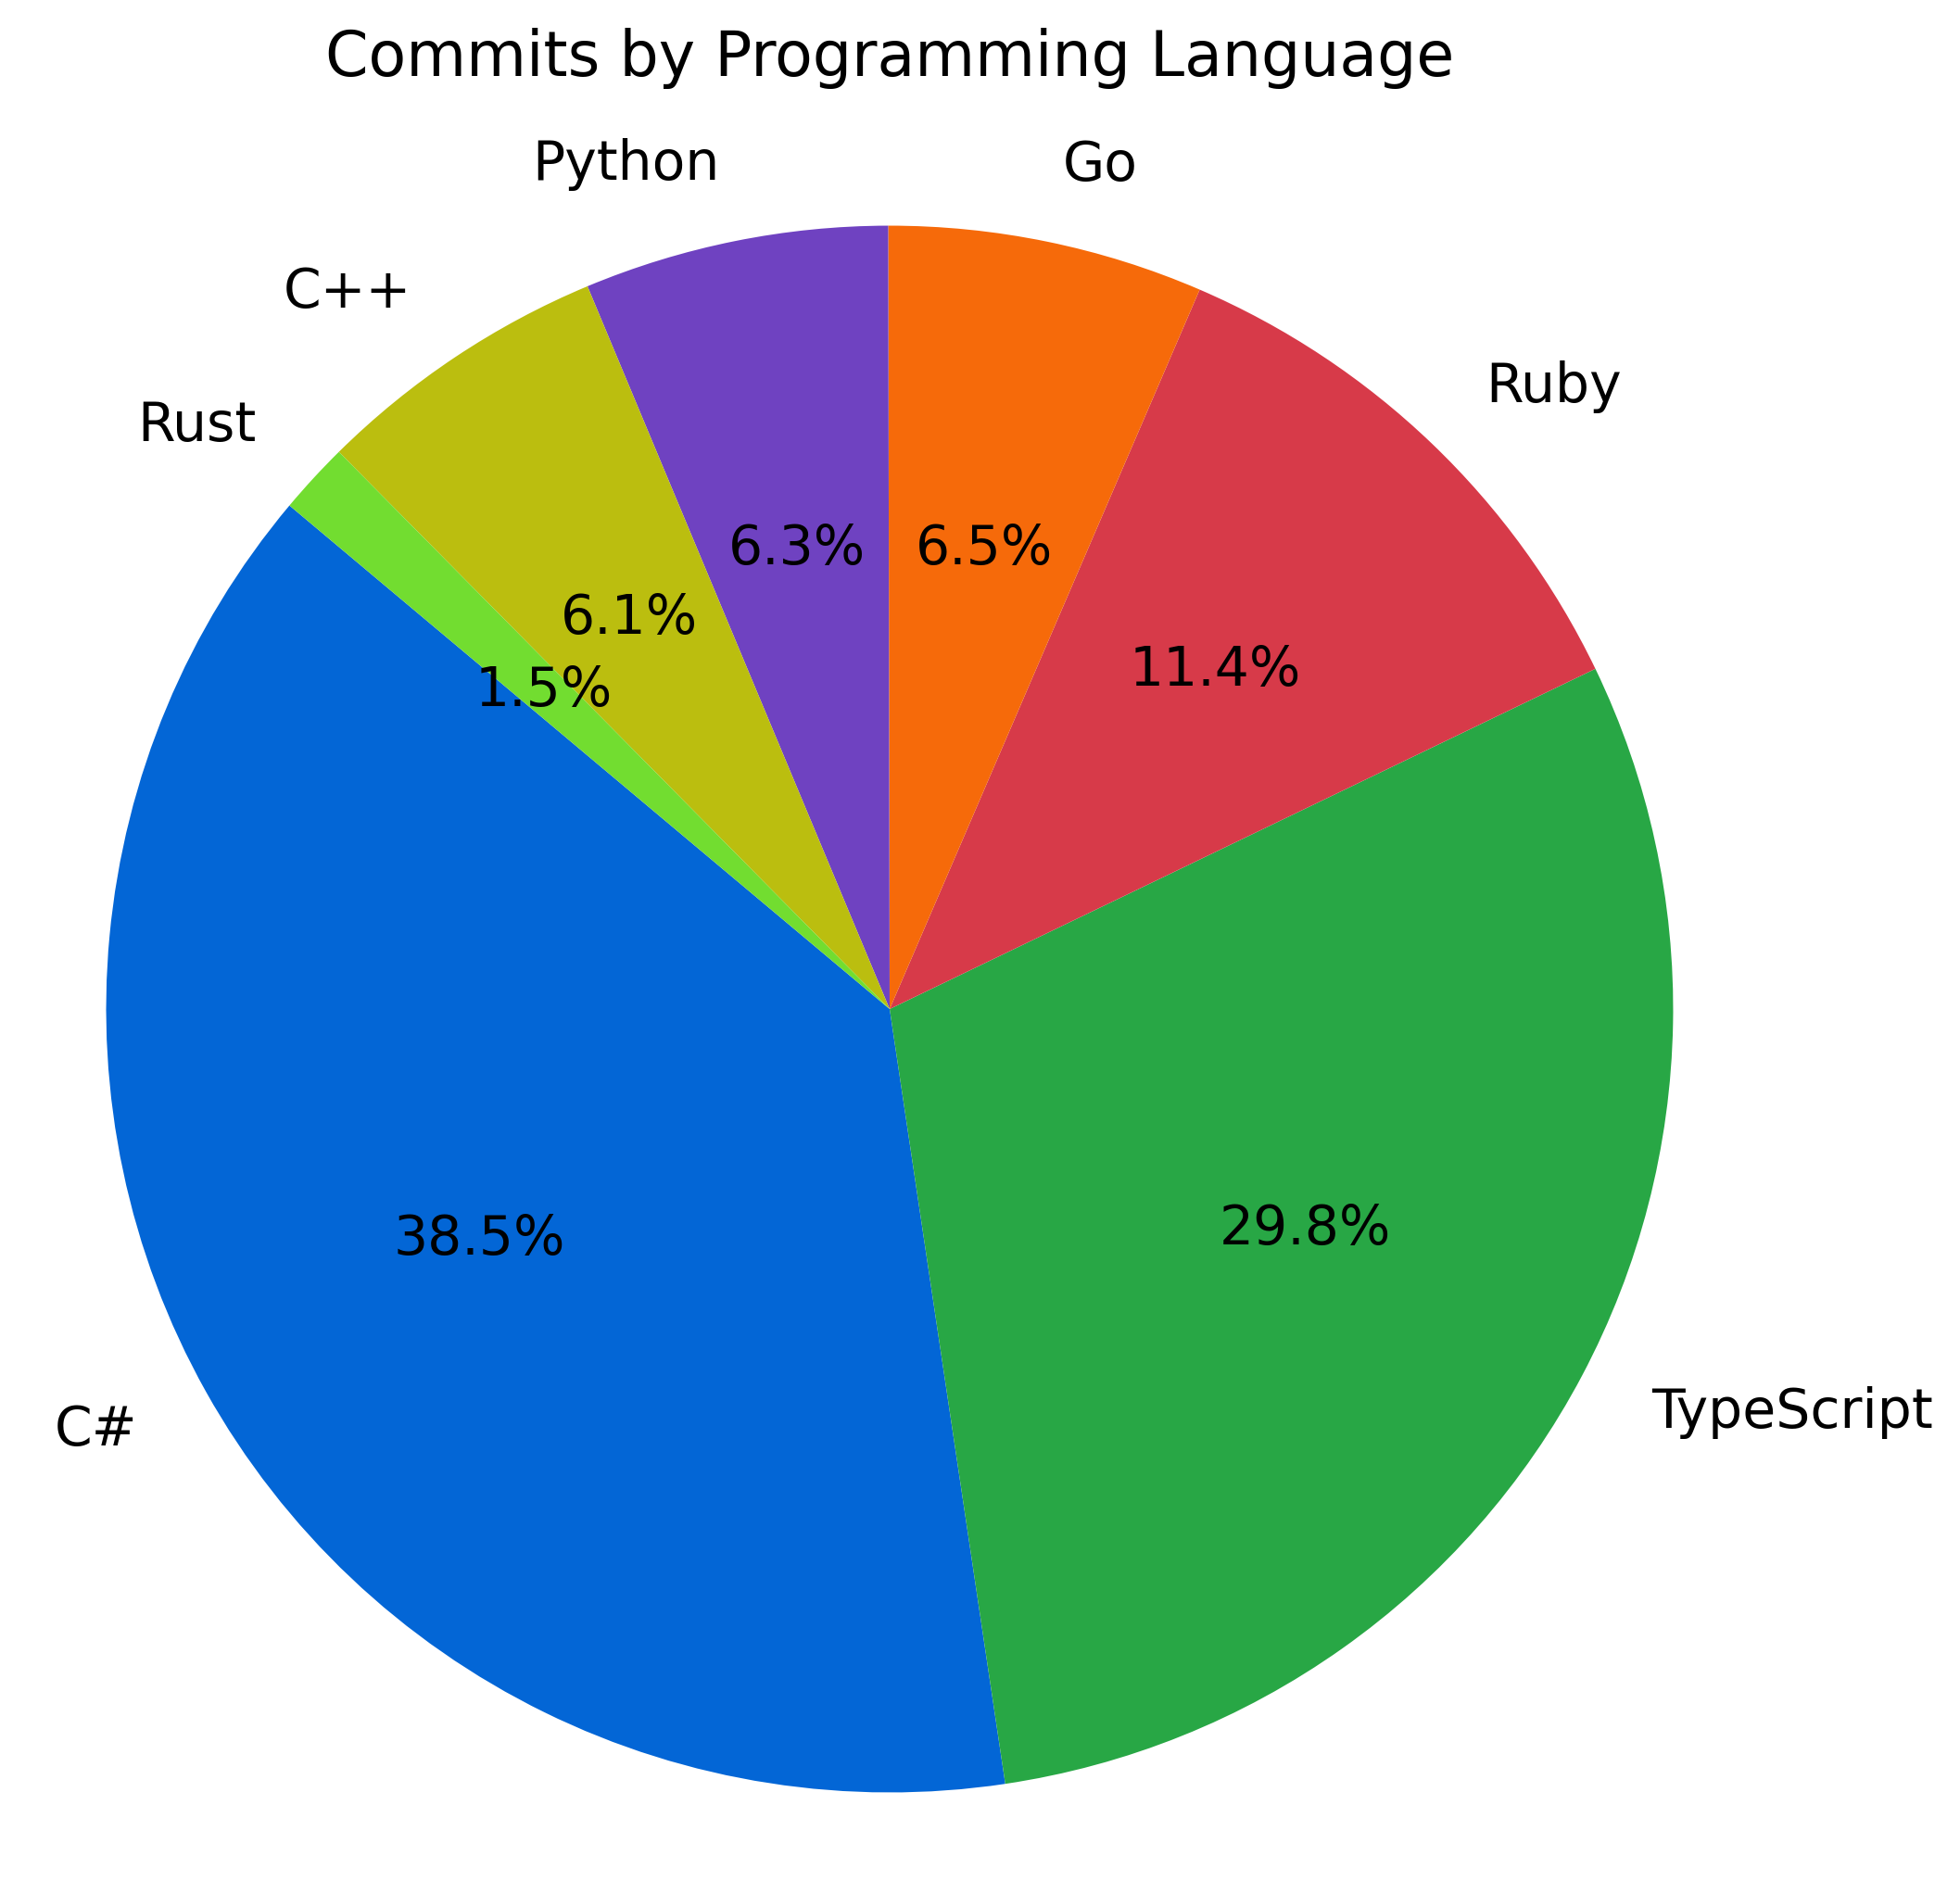 Commits by Programming Language
Python
Go
C++
Ruby
Rust
6.3%
6.5%
6.1%
11.4%
1.5%
38.5%
29.8%
C#
TypeScript